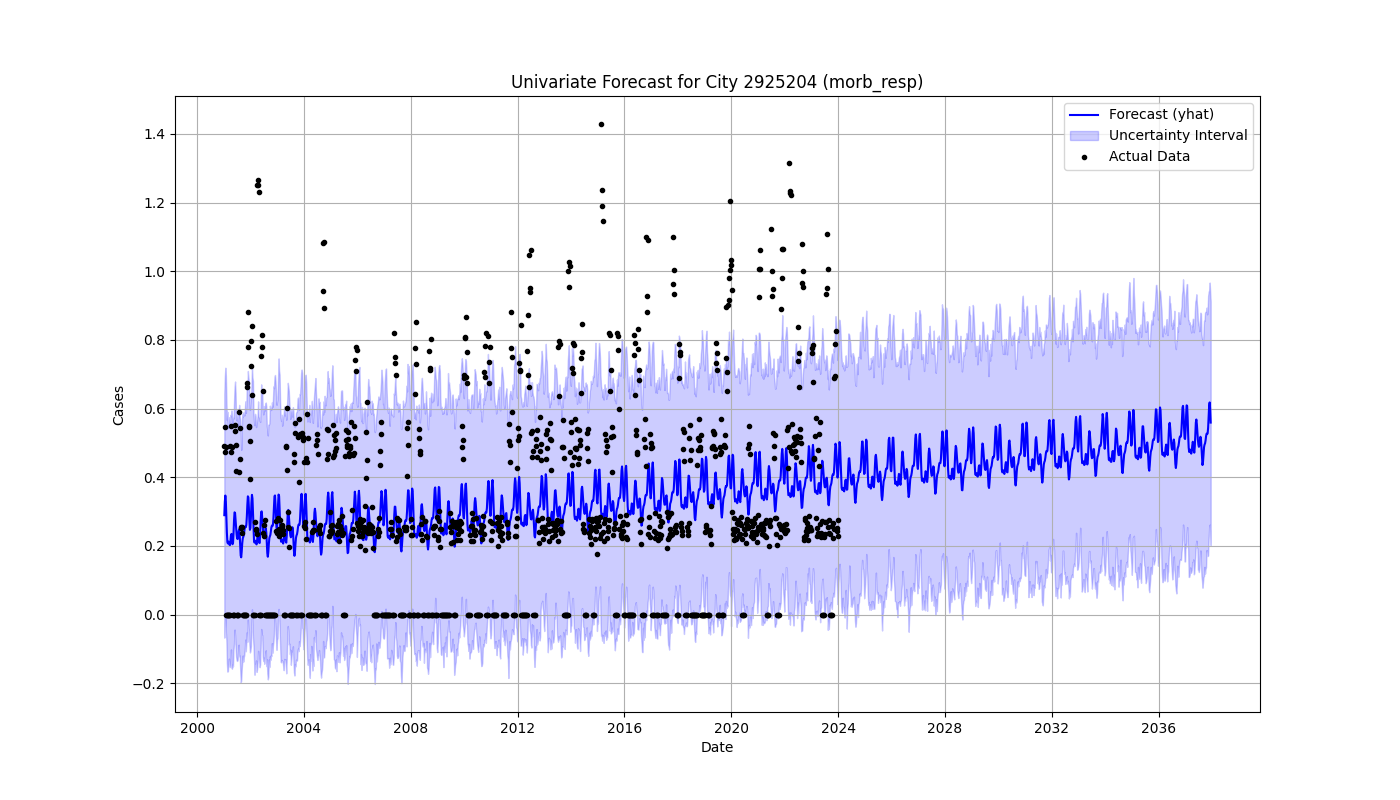 Univariate Forecast for City 2925204 (morb_resp)
Forecast (yhat)
Uncertainty Interval
Actual Data
Cases
1.4
1.2
1.0
0.8
0.6
0.4
0.2
0.0
−0.2
2000 2004 2008 2012 2016 2020 2024 2028 2032 2036
Date